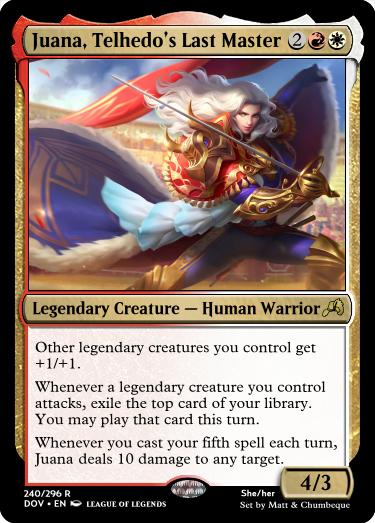 Juana, Telhedo's Last Master 2
Legendary Creature — Human Warrior
Other legendary creatures you control get
+1/+1.
Whenever a legendary creature you control
attacks, exile the top card of your library.
You may play that card this turn.
Whenever you cast your fifth spell each turn,
Juana deals 10 damage to any target.
4/3
240/296 R
DOV • EN LEAGUE OF LEGENDS
She/her
Set by Matt & Chumbeque